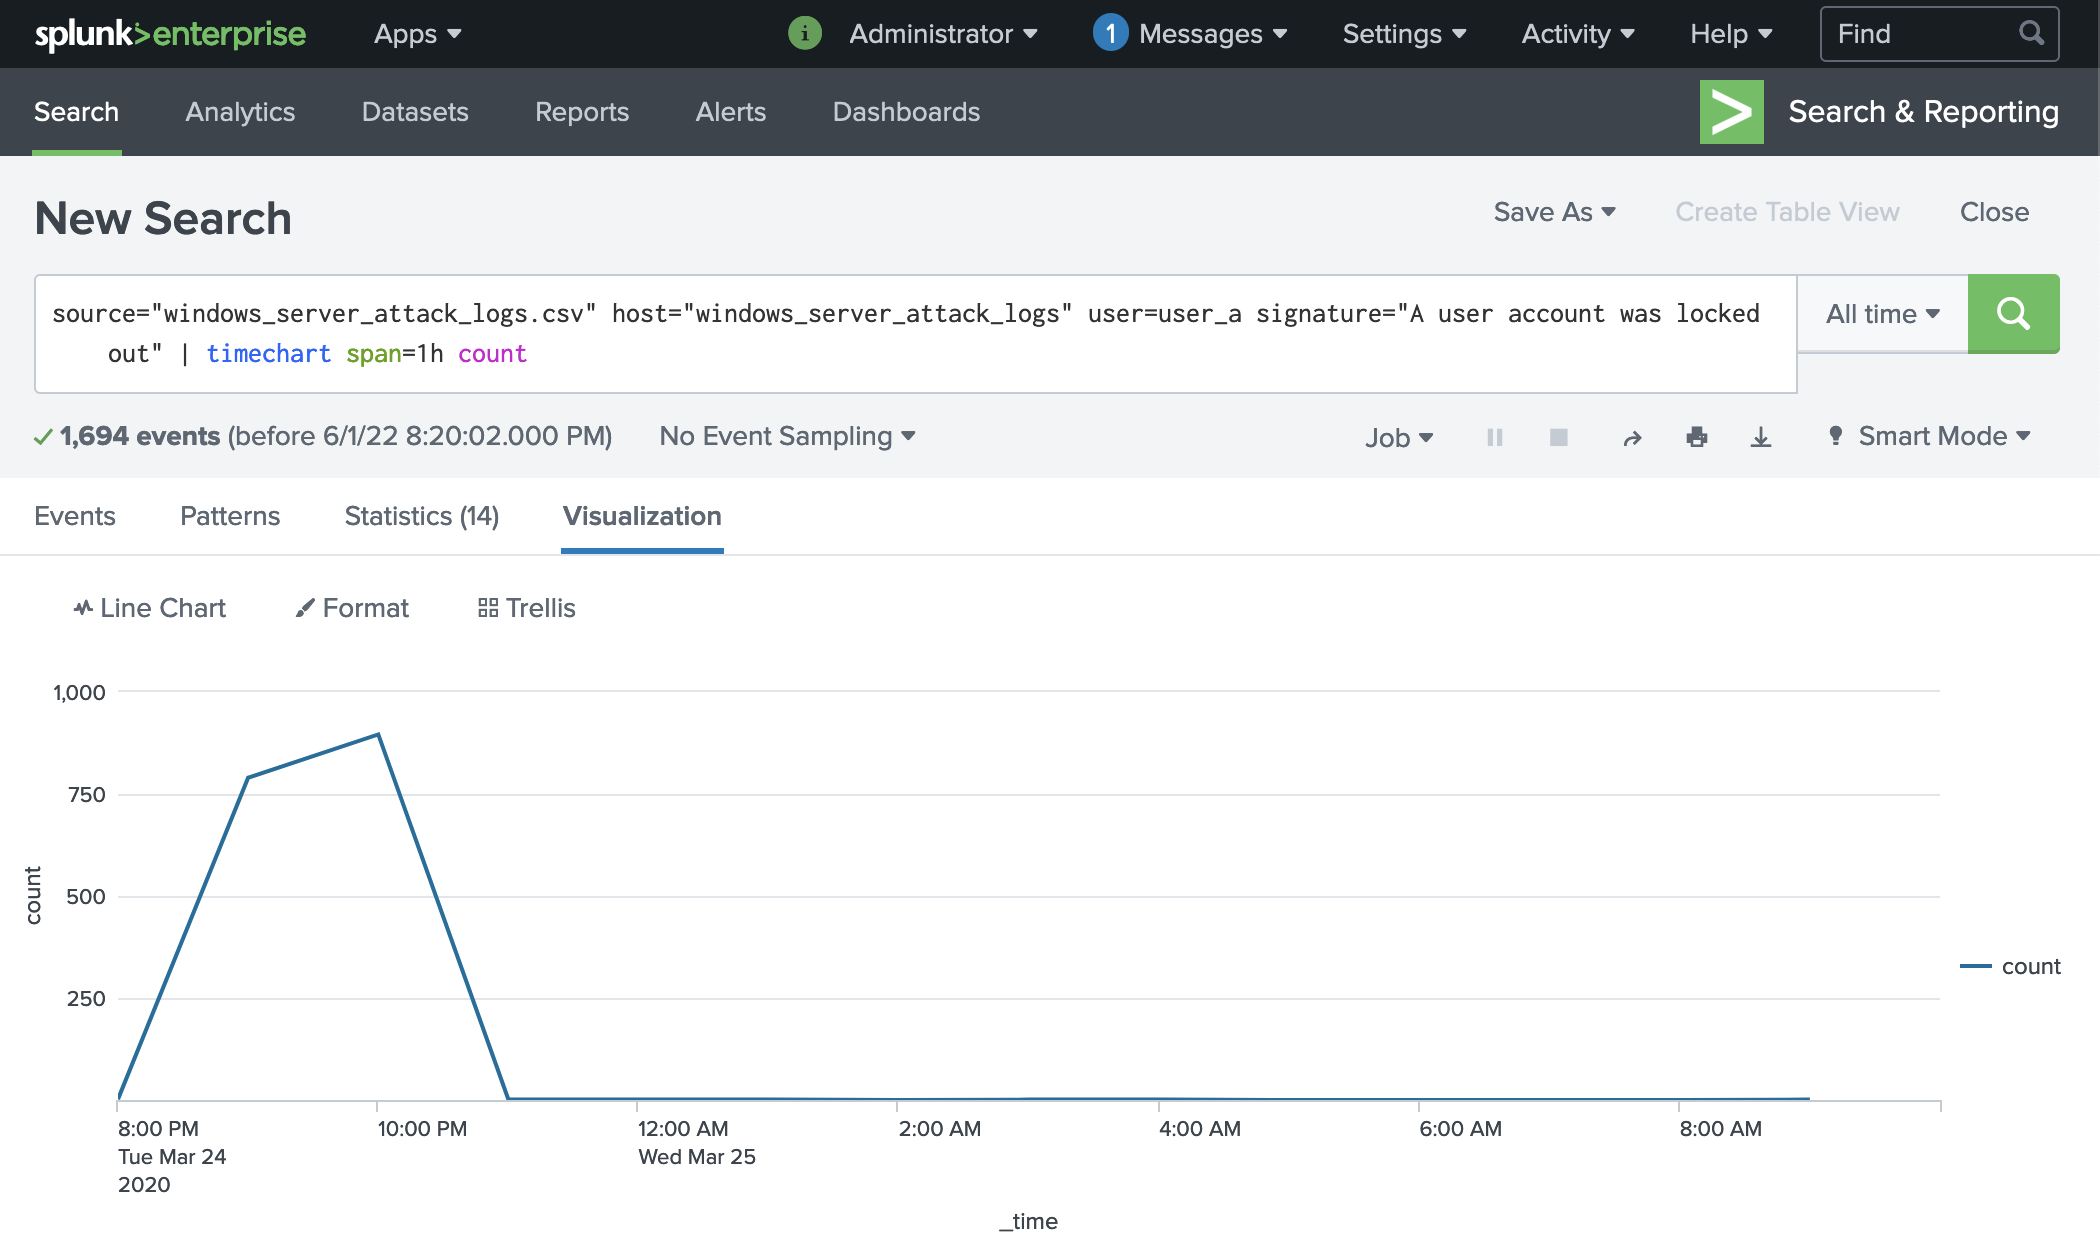 splunk>enterprise Apps i Administrator 1 Messages Settings Activity Help Find
Search Analytics Datasets Reports Alerts Dashboards > Search & Reporting
New Search Save As Create Table View Close
source="windows_server_attack_logs.csv" host="windows_server_attack_logs" user=user_a signature="A user account was locked
out" | timechart span=1h count
All time
1,694 events (before 6/1/22 8:20:02.000 PM) No Event Sampling Job Smart Mode
Events Patterns Statistics (14) Visualization
Line Chart Format Trellis
1,000
750
500
250
count
count
8:00 PM 10:00 PM 12:00 AM 2:00 AM 4:00 AM 6:00 AM 8:00 AM
Tue Mar 24 Wed Mar 25
2020
_time